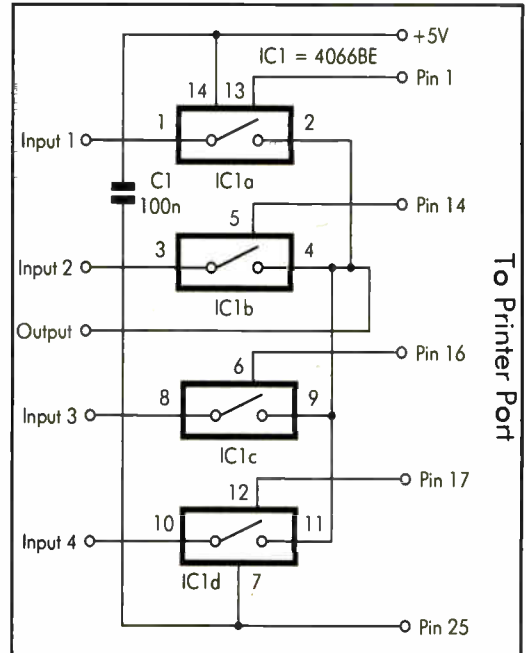 +5V
IC1 = 4066BE
Pin 1
14 13
1
2
Input 1
C1
100n
IC1a
Pin 14
5
3
4
Input 2
IC1b
Output
Pin 16
6
8
9
Input 3
IC1c
Pin 17
12
10
11
Input 4
IC1d
7
Pin 25
To Printer Port